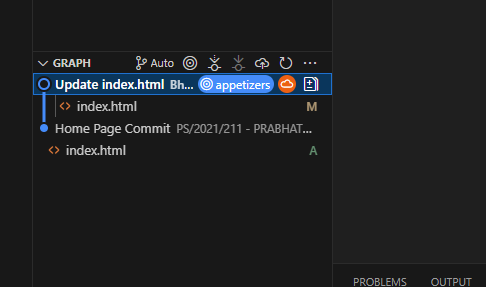 GRAPH Auto
Update index.html Bh... appetizers
index.html M
Home Page Commit PS/2021/211 - PRABHAT...
index.html A
PROBLEMS OUTPUT